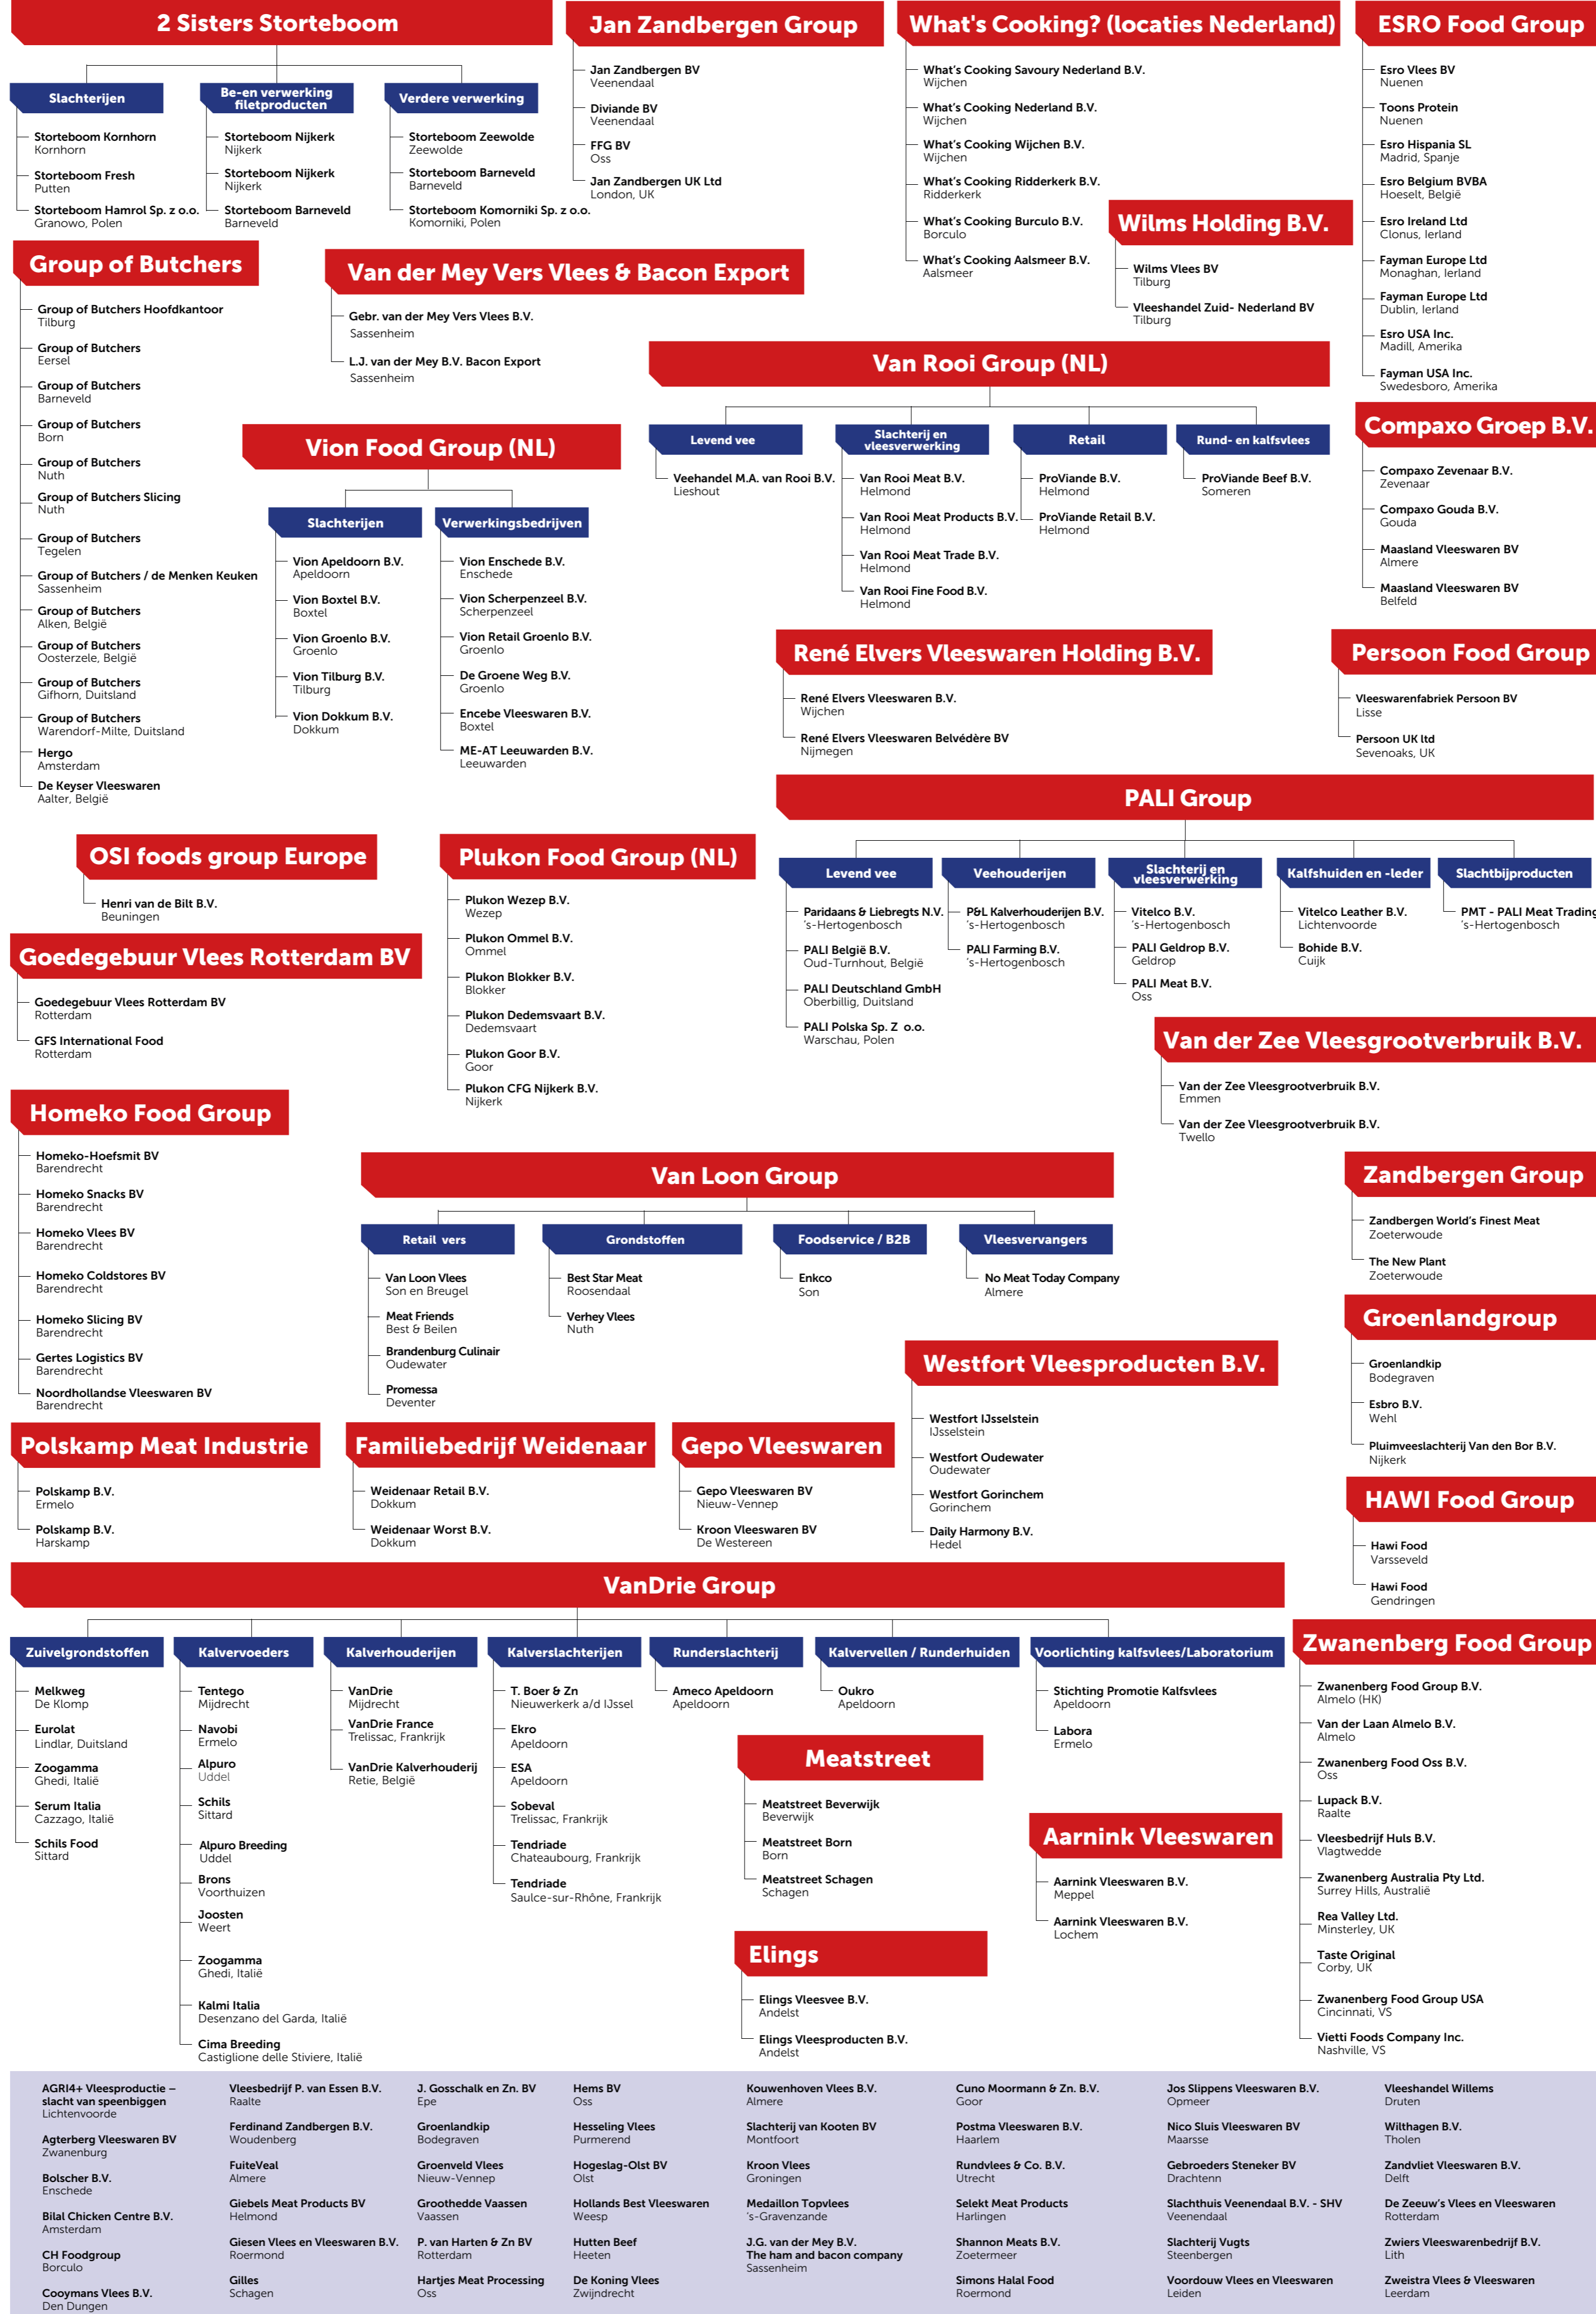 2 Sisters Storteboom
Slachterijen
Storteboom Kornhorn
Kornhorn
Storteboom Fresh
Putten
Storteboom Hamrol Sp. z o.o.
Granowo, Polen
Be-en verwerking
filetproducten
Storteboom Nijkerk
Nijkerk
Storteboom Nijkerk
Nijkerk
Storteboom Barneveld
Barneveld
Verdere verwerking
Storteboom Zeewolde
Zeewolde
Storteboom Barneveld
Barneveld
Storteboom Komorniki Sp. z o.o.
Komorniki, Polen
Jan Zandbergen Group
Jan Zandbergen BV
Veenendaal
Diviande BV
Veenendaal
FFG BV
Oss
Jan Zandbergen UK Ltd
London, UK
What's Cooking? (locaties Nederland)
What's Cooking Savoury Nederland B.V.
Wijchen
What's Cooking Nederland B.V.
Wijchen
What's Cooking Wijchen B.V.
Wijchen
What's Cooking Ridderkerk B.V.
Ridderkerk
What's Cooking Burculo B.V.
Borculo
What's Cooking Aalsmeer B.V.
Aalsmeer
ESRO Food Group
Esro Vlees BV
Nuenen
Toons Protein
Nuenen
Esro Hispania SL
Madrid, Spanje
Esro Belgium BVBA
Hoeselt, België
Esro Ireland Ltd
Clonus, Ierland
Fayman Europe Ltd
Monaghan, Ierland
Fayman Europe Ltd
Dublin, Ierland
Esro USA Inc.
Madill, Amerika
Fayman USA Inc.
Swedesboro, Amerika
Wilms Holding B.V.
Wilms Vlees BV
Tilburg
Vleeshandel Zuid- Nederland BV
Tilburg
Group of Butchers
Group of Butchers Hoofdkantoor
Tilburg
Group of Butchers
Eersel
Group of Butchers
Barneveld
Group of Butchers
Born
Group of Butchers
Nuth
Group of Butchers Slicing
Nuth
Group of Butchers
Tegelen
Group of Butchers / de Menken Keuken
Sassenheim
Group of Butchers
Alken, België
Group of Butchers
Oosterzele, België
Group of Butchers
Gifhorn, Duitsland
Group of Butchers
Warendorf-Milte, Duitsland
Hergo
Amsterdam
De Keyser Vleeswaren
Aalter, België
Van der Mey Vers Vlees & Bacon Export
Gebr. van der Mey Vers Vlees B.V.
Sassenheim
L.J. van der Mey B.V. Bacon Export
Sassenheim
Van Rooi Group (NL)
Levend vee
Veehandel M.A. van Rooi B.V.
Lieshout
Slachterij en
vleesverwerking
Van Rooi Meat B.V.
Helmond
Van Rooi Meat Products B.V.
Helmond
Van Rooi Meat Trade B.V.
Helmond
Van Rooi Fine Food B.V.
Helmond
Retail
ProViande B.V.
Helmond
ProViande Retail B.V.
Helmond
Rund- en kalfsvlees
ProViande Beef B.V.
Someren
Compaxo Groep B.V.
Compaxo Zevenaar B.V.
Zevenaar
Compaxo Gouda B.V.
Gouda
Maasland Vleeswaren BV
Almere
Maasland Vleeswaren BV
Belfeld
Vion Food Group (NL)
Slachterijen
Vion Apeldoorn B.V.
Apeldoorn
Vion Boxtel B.V.
Boxtel
Vion Groenlo B.V.
Groenlo
Vion Tilburg B.V.
Tilburg
Vion Dokkum B.V.
Dokkum
Verwerkingsbedrijven
Vion Enschede B.V.
Enschede
Vion Scherpenzeel B.V.
Scherpenzeel
Vion Retail Groenlo B.V.
Groenlo
De Groene Weg B.V.
Groenlo
Encebe Vleeswaren B.V.
Boxtel
ME-AT Leeuwarden B.V.
Leeuwarden
René Elvers Vleeswaren Holding B.V.
René Elvers Vleeswaren B.V.
Wijchen
René Elvers Vleeswaren Belvédère BV
Nijmegen
Persoon Food Group
Vleeswarenfabriek Persoon BV
Lisse
Persoon UK ltd
Sevenoaks, UK
PALI Group
Levend vee
Paridaans & Liebregts N.V.
's-Hertogenbosch
PALI België B.V.
Oud-Turnhout, België
PALI Deutschland GmbH
Oberbillig, Duitsland
PALI Polska Sp. Z o.o.
Warschau, Polen
Veehouderijen
P&L Kalverhouderijen B.V.
's-Hertogenbosch
PALI Farming B.V.
's-Hertogenbosch
Slachterij en
vleesverwerking
Vitelco B.V.
's-Hertogenbosch
PALI Geldrop B.V.
Geldrop
PALI Meat B.V.
Oss
Kalfshuiden en -leder
Vitelco Leather B.V.
Lichtenvoorde
Bohide B.V.
Cuijk
Slachtbijproducten
PMT - PALI Meat Trading
's-Hertogenbosch
OSI foods group Europe
Henri van de Bilt B.V.
Beuningen
Plukon Food Group (NL)
Plukon Wezep B.V.
Wezep
Plukon Ommel B.V.
Ommel
Plukon Blokker B.V.
Blokker
Plukon Dedemsvaart B.V.
Dedemsvaart
Plukon Goor B.V.
Goor
Plukon CFG Nijkerk B.V.
Nijkerk
Goedegebuur Vlees Rotterdam BV
Goedegebuur Vlees Rotterdam BV
Rotterdam
GFS International Food
Rotterdam
Van der Zee Vleesgrootverbruik B.V.
Van der Zee Vleesgrootverbruik B.V.
Emmen
Van der Zee Vleesgrootverbruik B.V.
Twello
Homeko Food Group
Homeko-Hoefsmit BV
Barendrecht
Homeko Snacks BV
Barendrecht
Homeko Vlees BV
Barendrecht
Homeko Coldstores BV
Barendrecht
Homeko Slicing BV
Barendrecht
Gertes Logistics BV
Barendrecht
Noordhollandse Vleeswaren BV
Barendrecht
Van Loon Group
Retail vers
Van Loon Vlees
Son en Breugel
Meat Friends
Best & Beilen
Brandenburg Culinair
Oudewater
Promessa
Deventer
Grondstoffen
Best Star Meat
Roosendaal
Verhey Vlees
Nuth
Foodservice / B2B
Enkco
Son
Vleesvervangers
No Meat Today Company
Almere
Zandbergen Group
Zandbergen World's Finest Meat
Zoeterwoude
The New Plant
Zoeterwoude
Groenlandgroup
Groenlandkip
Bodegraven
Esbro B.V.
Wehl
Pluimveeslachterij Van den Bor B.V.
Nijkerk
Westfort Vleesproducten B.V.
Westfort IJsselstein
IJsselstein
Westfort Oudewater
Oudewater
Westfort Gorinchem
Gorinchem
Daily Harmony B.V.
Hedel
Polskamp Meat Industrie
Polskamp B.V.
Ermelo
Polskamp B.V.
Harskamp
Familiebedrijf Weidenaar
Weidenaar Retail B.V.
Dokkum
Weidenaar Worst B.V.
Dokkum
Gepo Vleeswaren
Gepo Vleeswaren BV
Nieuw-Vennep
Kroon Vleeswaren BV
De Westereen
HAWI Food Group
Hawi Food
Varsseveld
Hawi Food
Gendringen
VanDrie Group
Zuivelgrondstoffen
Melkweg
De Klomp
Eurolat
Lindlar, Duitsland
Zoogamma
Ghedi, Italië
Serum Italia
Cazzago, Italië
Schils Food
Sittard
Kalvervoeders
Tentego
Mijdrecht
Navobi
Ermelo
Alpuro
Uddel
Schils
Sittard
Alpuro Breeding
Uddel
Brons
Voorthuizen
Joosten
Weert
Zoogamma
Ghedi, Italië
Kalmi Italia
Desenzano del Garda, Italië
Cima Breeding
Castiglione delle Stiviere, Italië
Kalverhouderijen
VanDrie
Mijdrecht
VanDrie France
Trelissac, Frankrijk
VanDrie Kalverhouderij
Retie, België
Kalverslachterijen
T. Boer & Zn
Nieuwerkerk a/d IJssel
Ekro
Apeldoorn
ESA
Apeldoorn
Sobeval
Trelissac, Frankrijk
Tendriade
Chateaubourg, Frankrijk
Tendriade
Saulce-sur-Rhône, Frankrijk
Runderslachterij
Ameco Apeldoorn
Apeldoorn
Kalvervellen / Runderhuiden
Oukro
Apeldoorn
Voorlichting kalfsvlees/Laboratorium
Stichting Promotie Kalfsvlees
Apeldoorn
Labora
Ermelo
Zwanenberg Food Group
Zwanenberg Food Group B.V.
Almelo (HK)
Van der Laan Almelo B.V.
Almelo
Zwanenberg Food Oss B.V.
Oss
Lupack B.V.
Raalte
Vleesbedrijf Huls B.V.
Vlagtwedde
Zwanenberg Australia Pty Ltd.
Surrey Hills, Australië
Rea Valley Ltd.
Minsterley, UK
Taste Original
Corby, UK
Zwanenberg Food Group USA
Cincinnati, VS
Vietti Foods Company Inc.
Nashville, VS
Meatstreet
Meatstreet Beverwijk
Beverwijk
Meatstreet Born
Born
Meatstreet Schagen
Schagen
Aarnink Vleeswaren
Aarnink Vleeswaren B.V.
Meppel
Aarnink Vleeswaren B.V.
Lochem
Elings
Elings Vleesvee B.V.
Andelst
Elings Vleesproducten B.V.
Andelst
AGRI4+ Vleesproductie –
slacht van speenbiggen
Lichtenvoorde
Agterberg Vleeswaren BV
Zwanenburg
Bolscher B.V.
Enschede
Bilal Chicken Centre B.V.
Amsterdam
CH Foodgroup
Borculo
Cooymans Vlees B.V.
Den Dungen
Vleesbedrijf P. van Essen B.V.
Raalte
Ferdinand Zandbergen B.V.
Woudenberg
FuiteVeal
Almere
Giebels Meat Products BV
Helmond
Giesen Vlees en Vleeswaren B.V.
Roermond
Gilles
Schagen
J. Gosschalk en Zn. BV
Epe
Groenlandkip
Bodegraven
Groenveld Vlees
Nieuw-Vennep
Groothedde Vaassen
Vaassen
P. van Harten & Zn BV
Rotterdam
Hartjes Meat Processing
Oss
Hems BV
Oss
Hesseling Vlees
Purmerend
Hogeslag-Olst BV
Olst
Hollands Best Vleeswaren
Weesp
Hutten Beef
Heeten
De Koning Vlees
Zwijndrecht
Kouwenhoven Vlees B.V.
Almere
Slachterij van Kooten BV
Montfoort
Kroon Vlees
Groningen
Medaillon Topvlees
's-Gravenzande
J.G. van der Mey B.V.
The ham and bacon company
Sassenheim
Cuno Moormann & Zn. B.V.
Goor
Postma Vleeswaren B.V.
Haarlem
Rundvlees & Co. B.V.
Utrecht
Selekt Meat Products
Harlingen
Shannon Meats B.V.
Zoetermeer
Simons Halal Food
Roermond
Jos Slippens Vleeswaren B.V.
Opmeer
Nico Sluis Vleeswaren BV
Maarsse
Gebroeders Steneker BV
Drachtenn
Slachthuis Veenendaal B.V. - SHV
Veenendaal
Slachterij Vugts
Steenbergen
Voordouw Vlees en Vleeswaren
Leiden
Vleeshandel Willems
Druten
Wilthagen B.V.
Tholen
Zandvliet Vleeswaren B.V.
Delft
De Zeeuw's Vlees en Vleeswaren
Rotterdam
Zwiers Vleeswarenbedrijf B.V.
Lith
Zweistra Vlees & Vleeswaren
Leerdam